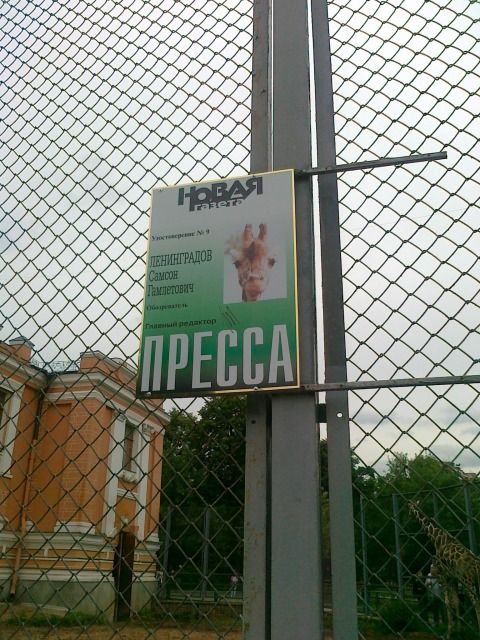 НОВАЯ
газета
Удостоверение № 9
ЛЕНИНГРАДОВ
Самсон
Гамлетович
Обозреватель
Главный редактор
ПРЕССА